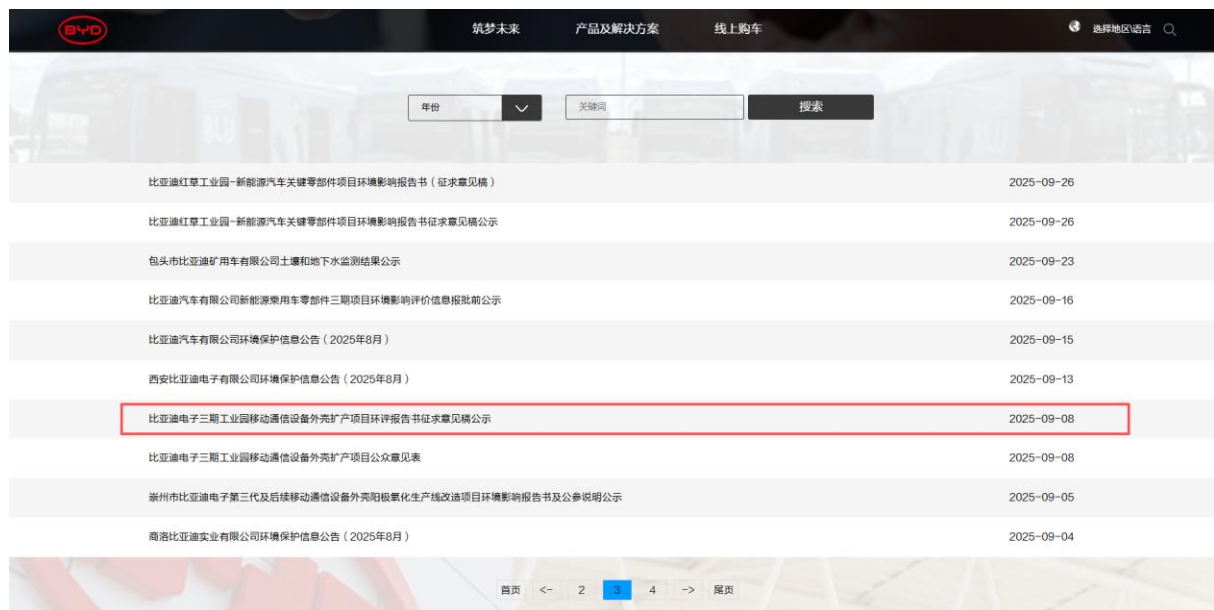 BYD 筑梦未来 产品及解决方案 线上购车 选择地区\语言
年份 关键词 搜索
比亚迪红草工业园-新能源汽车关键零部件项目环境影响报告书（征求意见稿） 2025-09-26
比亚迪红草工业园-新能源汽车关键零部件项目环境影响报告书征求意见稿公示 2025-09-26
包头市比亚迪矿用车有限公司土壤和地下水监测结果公示 2025-09-23
比亚迪汽车有限公司新能源乘用车零部件三期项目环境影响评价信息报批前公示 2025-09-16
比亚迪汽车有限公司环境保护信息公告（2025年8月） 2025-09-15
西安比亚迪电子有限公司环境保护信息公告（2025年8月） 2025-09-13
比亚迪电子三期工业园移动通信设备外壳扩产项目环评报告书征求意见稿公示 2025-09-08
比亚迪电子三期工业园移动通信设备外壳扩产项目公众意见表 2025-09-08
崇州市比亚迪电子第三代及后续移动通信设备外壳阳极氧化生产线改造项目环境影响报告书及公参说明公示 2025-09-05
商洛比亚迪实业有限公司环境保护信息公告（2025年8月） 2025-09-04
首页 <- 2 3 4 -> 尾页